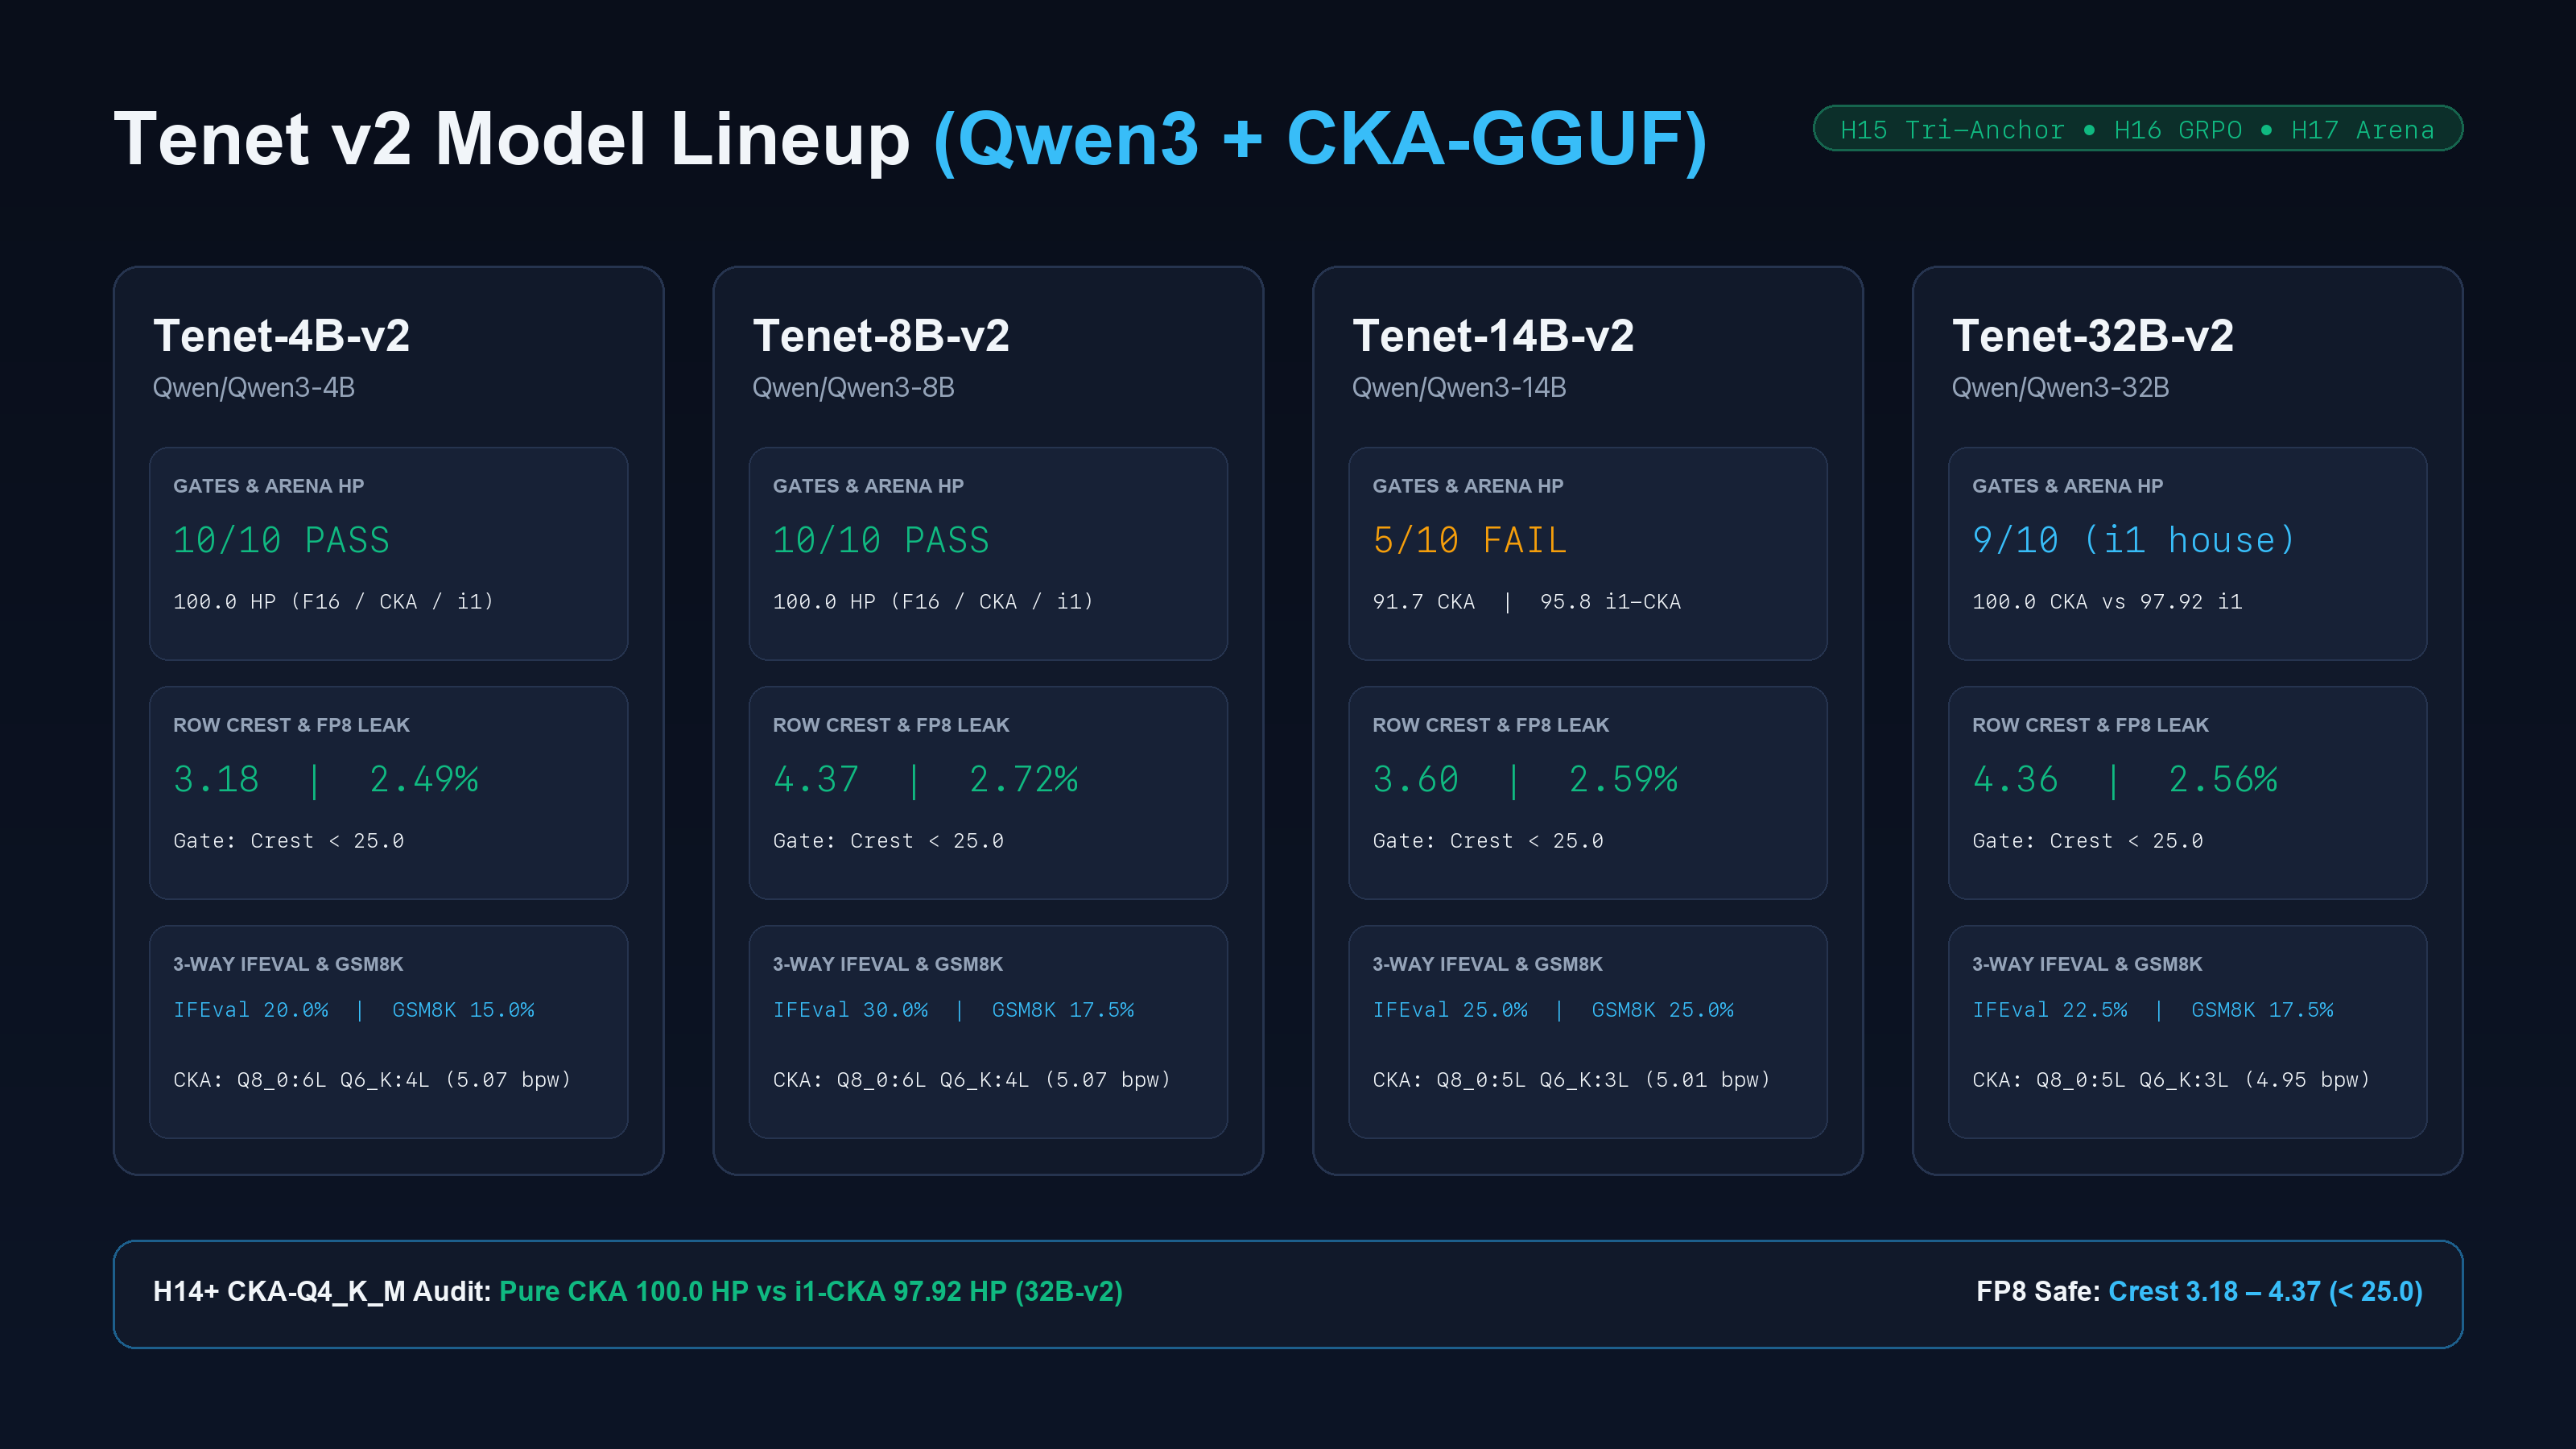 Tenet v2 Model Lineup (Qwen3 + CKA-GGUF)
H15 Tri—Anchor • H16 GRPO • H17 Arena
Tenet-4B-v2
Qwen/Qwen3-4B
GATES & ARENA HP
10/10 PASS
100.0 HP (F16 / CKA / i1)
ROW CREST & FP8 LEAK
3.18 | 2.49%
Gate: Crest < 25.0
3-WAY IFEVAL & GSM8K
IFEval 20.0% | GSM8K 15.0%
CKA: Q8_0:6L Q6_K:4L (5.07 bpw)
Tenet-8B-v2
Qwen/Qwen3-8B
GATES & ARENA HP
10/10 PASS
100.0 HP (F16 / CKA / i1)
ROW CREST & FP8 LEAK
4.37 | 2.72%
Gate: Crest < 25.0
3-WAY IFEVAL & GSM8K
IFEval 30.0% | GSM8K 17.5%
CKA: Q8_0:6L Q6_K:4L (5.07 bpw)
Tenet-14B-v2
Qwen/Qwen3-14B
GATES & ARENA HP
5/10 FAIL
91.7 CKA | 95.8 i1—CKA
ROW CREST & FP8 LEAK
3.60 | 2.59%
Gate: Crest < 25.0
3-WAY IFEVAL & GSM8K
IFEval 25.0% | GSM8K 25.0%
CKA: Q8_0:5L Q6_K:3L (5.01 bpw)
Tenet-32B-v2
Qwen/Qwen3-32B
GATES & ARENA HP
9/10 (i1 house)
100.0 CKA vs 97.92 i1
ROW CREST & FP8 LEAK
4.36 | 2.56%
Gate: Crest < 25.0
3-WAY IFEVAL & GSM8K
IFEval 22.5% | GSM8K 17.5%
CKA: Q8_0:5L Q6_K:3L (4.95 bpw)
H14+ CKA-Q4_K_M Audit: Pure CKA 100.0 HP vs i1-CKA 97.92 HP (32B-v2)
FP8 Safe: Crest 3.18 – 4.37 (< 25.0)